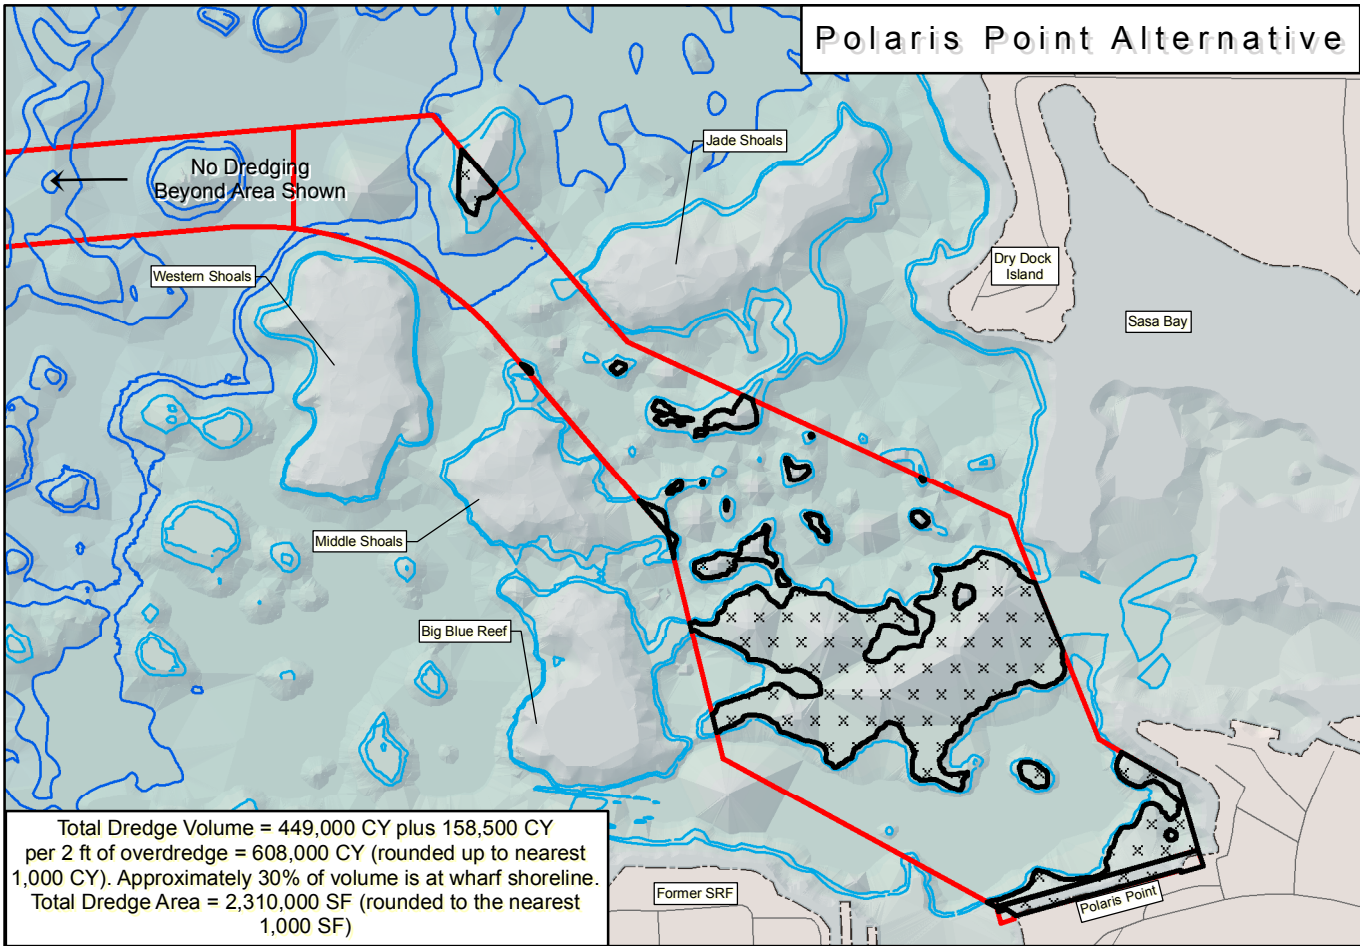 Polaris Point Alternative
Jade Shoals
No Dredging
Beyond Area Shown
Western Shoals
Dry Dock
Island
Sasa Bay
Middle Shoals
Big Blue Reef
Total Dredge Volume = 449,000 CY plus 158,500 CY
per 2 ft of overdredge = 608,000 CY (rounded up to nearest
1,000 CY). Approximately 30% of volume is at wharf shoreline.
Total Dredge Area = 2,310,000 SF (rounded to the nearest
1,000 SF)
Former SRF
Polaris Point